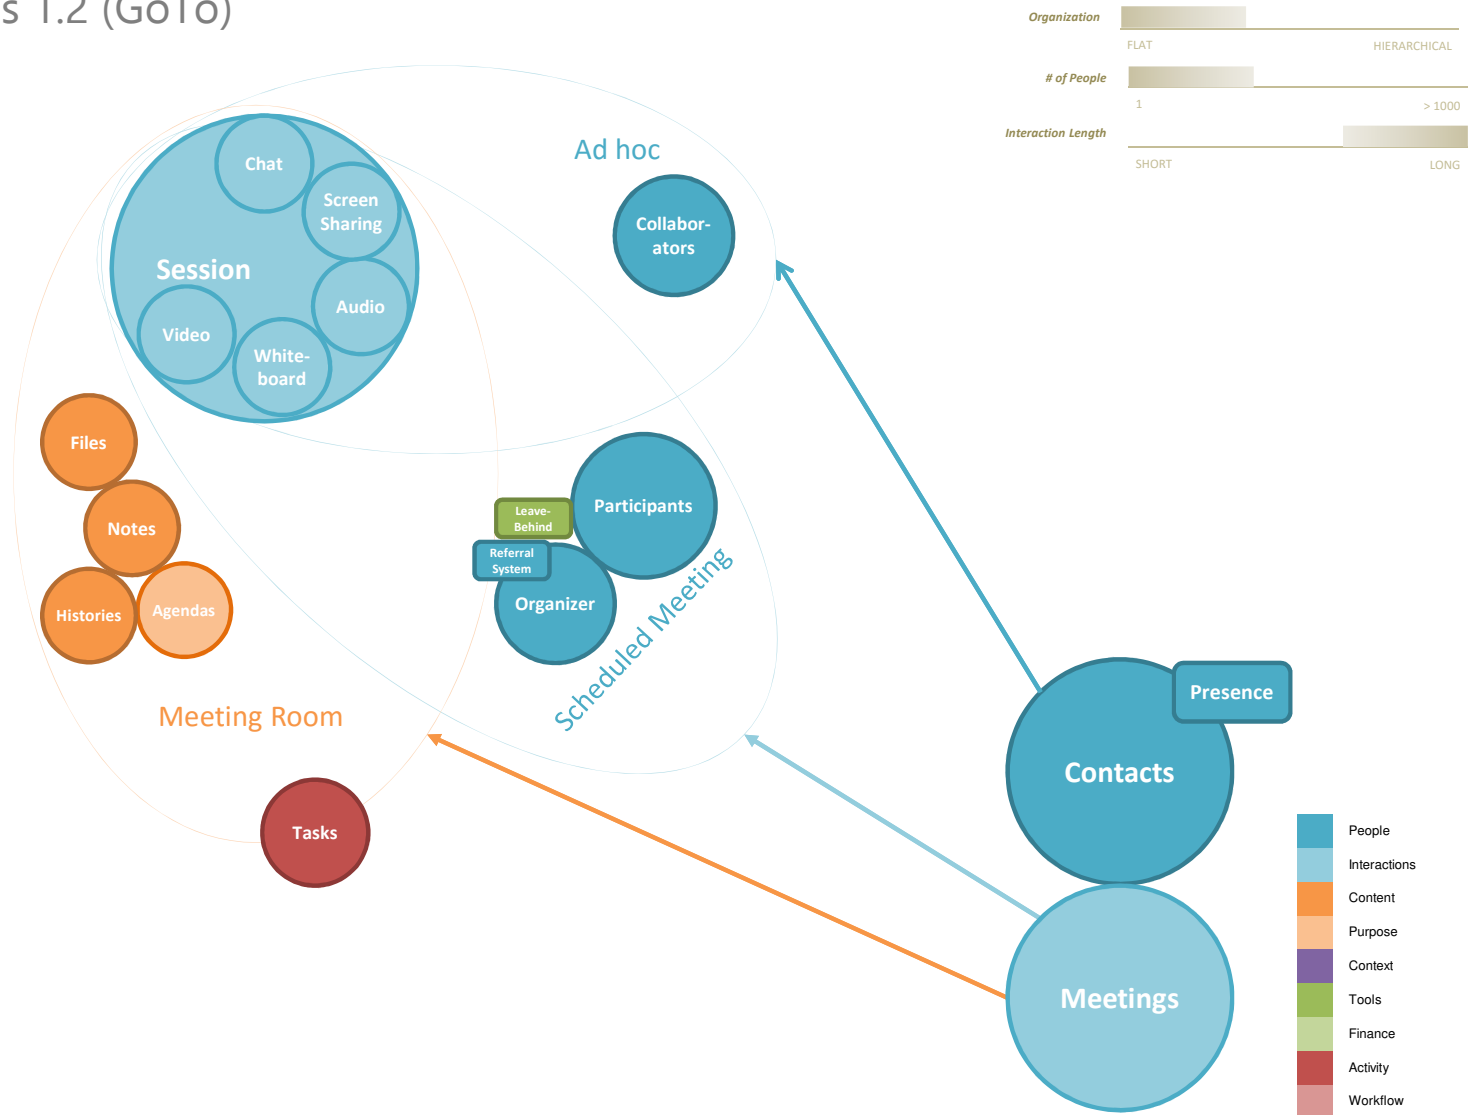 s 1.2 (GoTo)
Organization
FLAT
HIERARCHICAL
# of People
1
> 1000
Interaction Length
SHORT
LONG
Ad hoc
Chat
Screen
Sharing
Session
Audio
Video
White-
board
Collabor-
ators
Files
Notes
Histories
Agendas
Participants
Leave-
Behind
Referral
System
Organizer
Scheduled Meeting
Meeting Room
Tasks
Presence
Contacts
Meetings
People
Interactions
Content
Purpose
Context
Tools
Finance
Activity
Workflow